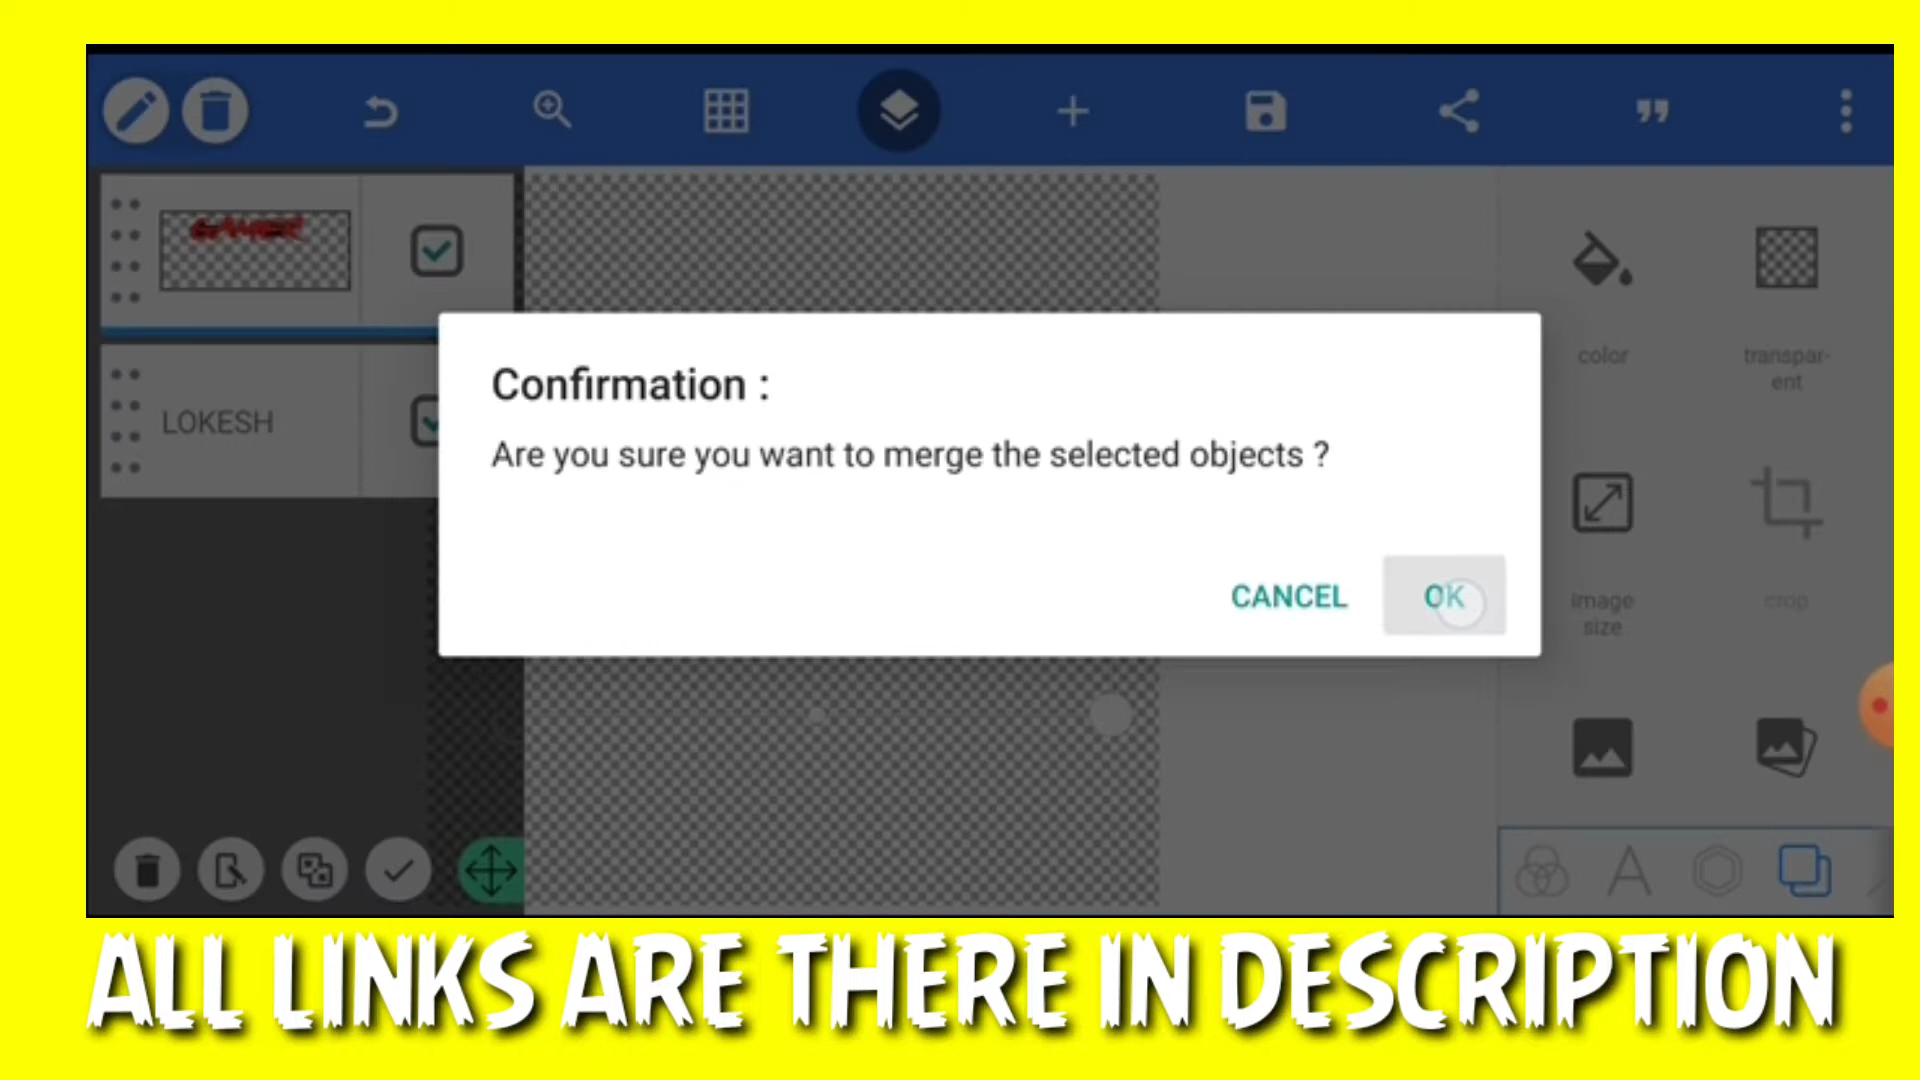 GAMER
LOKESH
Confirmation :
Are you sure you want to merge the selected objects ?
CANCEL
OK
color
transpar-
ent
image
size
crop
ALL LINKS ARE THERE IN DESCRIPTION